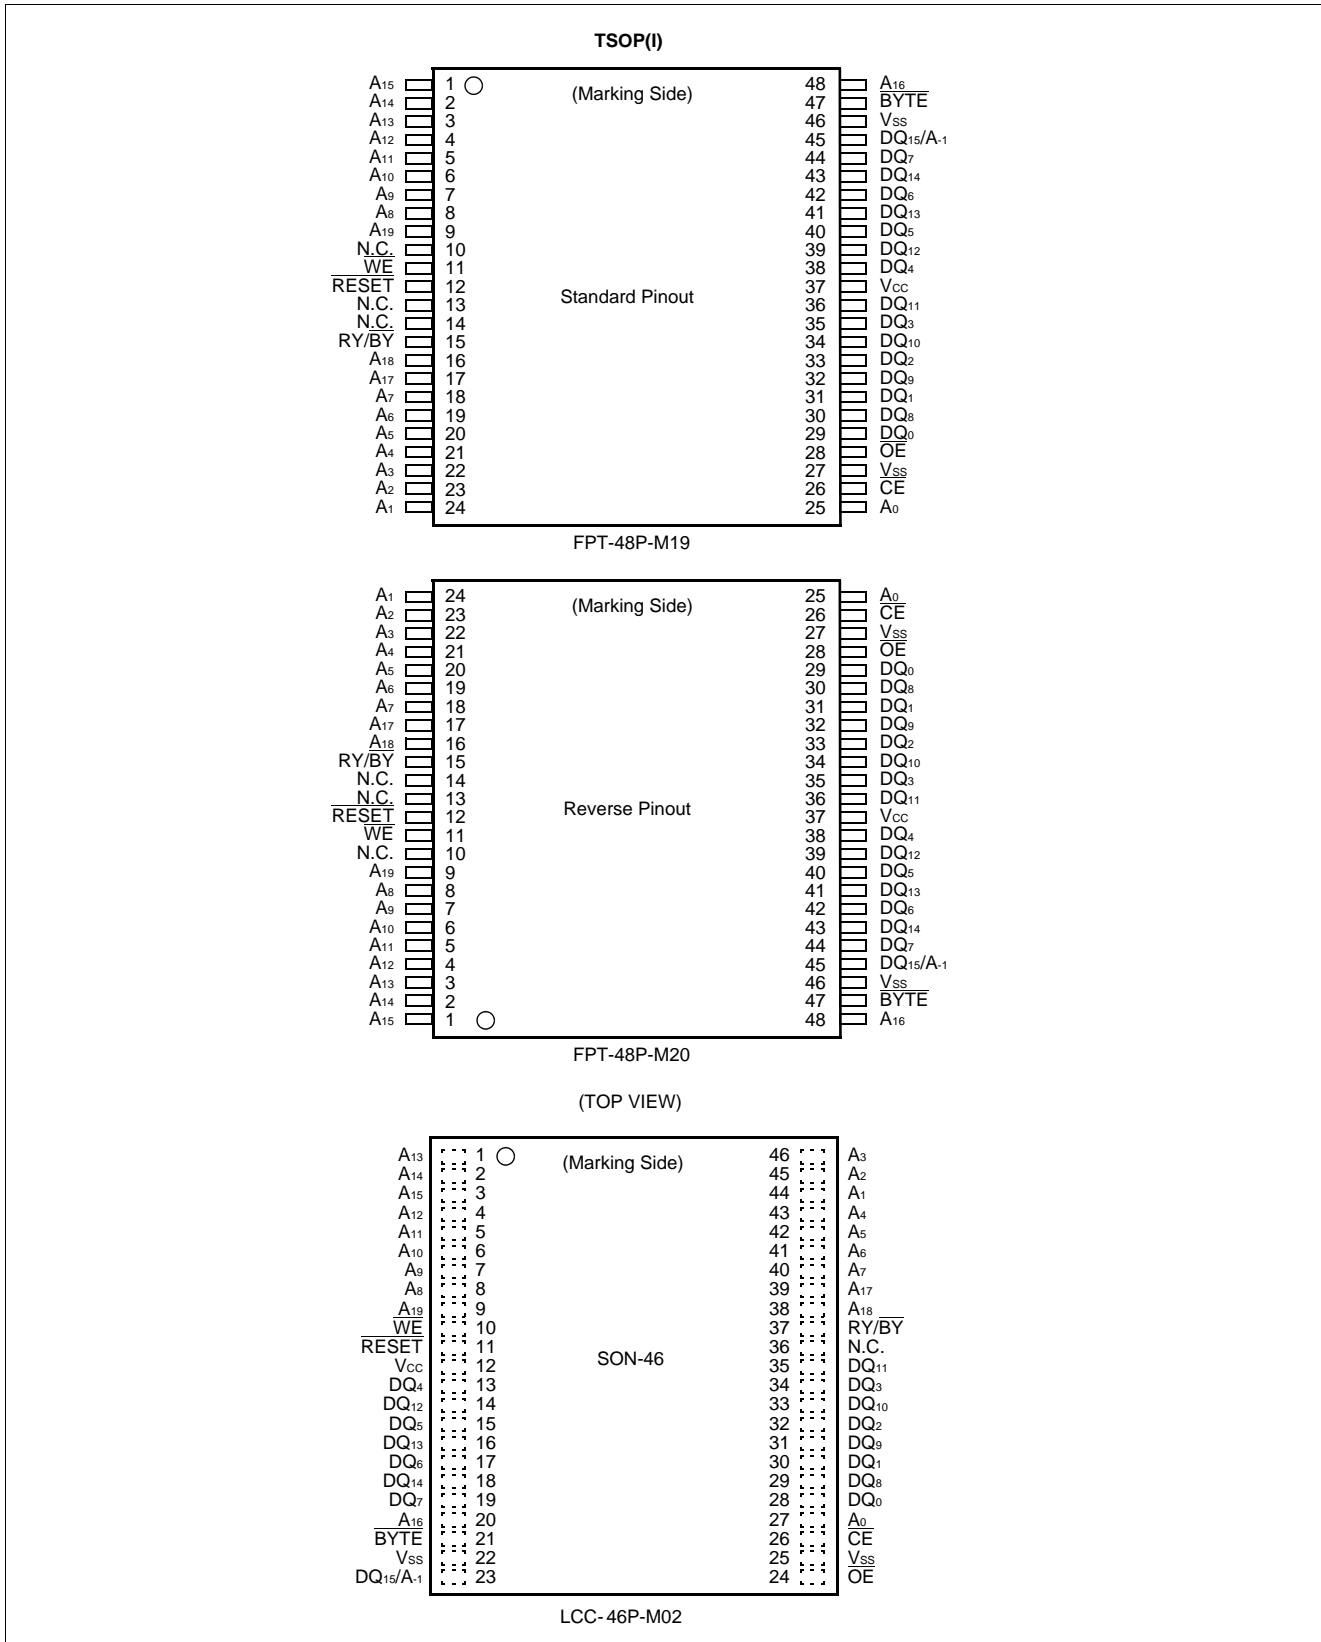 TSOP(I)
(Marking Side)
A15 1 48 A16
A14 2 47 BYTE
A13 3 46 VSS
A12 4 45 DQ15/A-1
A11 5 44 DQ7
A10 6 43 DQ14
A9 7 42 DQ6
A8 8 41 DQ13
A19 9 40 DQ5
N.C. 10 39 DQ12
WE 11 38 DQ4
RESET 12 37 VCC
Standard Pinout
N.C. 13 36 DQ11
N.C. 14 35 DQ3
RY/BY 15 34 DQ10
A18 16 33 DQ2
A17 17 32 DQ9
A7 18 31 DQ1
A6 19 30 DQ8
A5 20 29 DQ0
A4 21 28 OE
A3 22 27 VSS
A2 23 26 CE
A1 24 25 A0
FPT-48P-M19
(Marking Side)
A1 24 25 A0
A2 23 26 CE
A3 22 27 VSS
A4 21 28 OE
A5 20 29 DQ0
A6 19 30 DQ8
A7 18 31 DQ1
A17 17 32 DQ9
A18 16 33 DQ2
RY/BY 15 34 DQ10
N.C. 14 35 DQ3
N.C. 13 36 DQ11
Reverse Pinout
RESET 12 37 VCC
WE 11 38 DQ4
N.C. 10 39 DQ12
A19 9 40 DQ5
A8 8 41 DQ13
A9 7 42 DQ6
A10 6 43 DQ14
A11 5 44 DQ7
A12 4 45 DQ15/A-1
A13 3 46 VSS
A14 2 47 BYTE
A15 1 48 A16
FPT-48P-M20
(TOP VIEW)
(Marking Side)
A13 1 46 A3
A14 2 45 A2
A15 3 44 A1
A12 4 43 A4
A11 5 42 A5
A10 6 41 A6
A9 7 40 A7
A8 8 39 A17
A19 9 38 A18
WE 10 37 RY/BY
RESET 11 36 N.C.
SON-46
VCC 12 35 DQ11
DQ4 13 34 DQ3
DQ12 14 33 DQ10
DQ5 15 32 DQ2
DQ13 16 31 DQ9
DQ6 17 30 DQ1
DQ14 18 29 DQ8
DQ7 19 28 DQ0
A16 20 27 A0
BYTE 21 26 CE
VSS 22 25 VSS
DQ15/A-1 23 24 OE
LCC-46P-M02